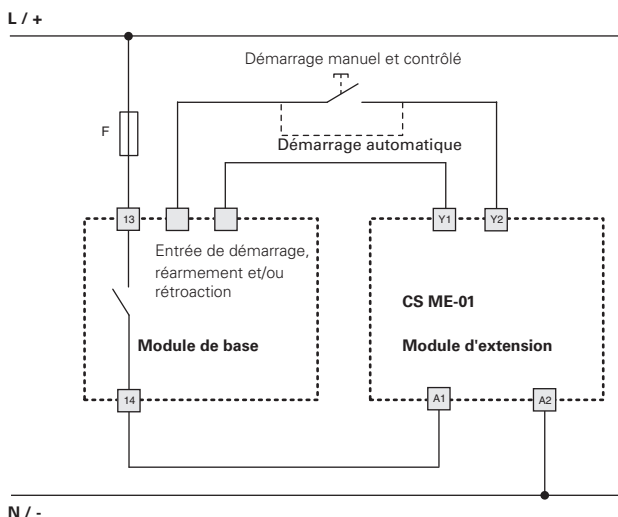 L / +
Démarrage manuel et contrôlé
F
Démarrage automatique
13
Y1
Y2
Entrée de démarrage,
réarmement et/ou
rétroaction
CS ME-01
Module de base
Module d'extension
14
A1
A2
N / -